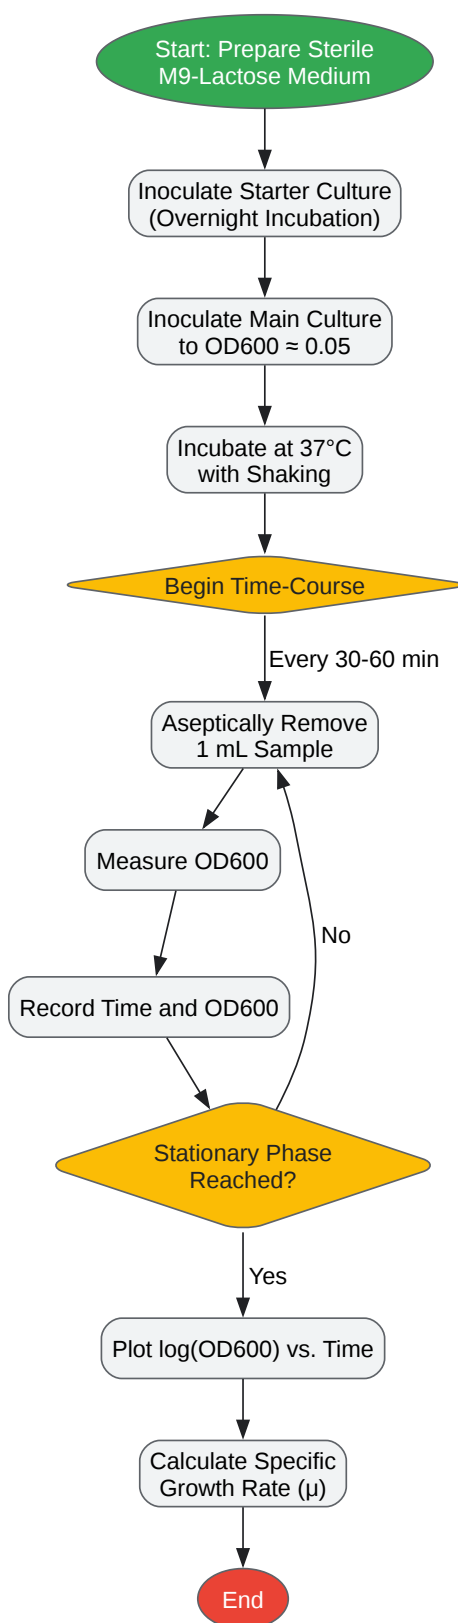 Start: Prepare Sterile
M9-Lactose Medium
Inoculate Starter Culture
(Overnight Incubation)
Inoculate Main Culture
to OD600 ≈ 0.05
Incubate at 37°C
with Shaking
Begin Time-Course
Every 30-60 min
Aseptically Remove
1 mL Sample
Measure OD600
No
Record Time and OD600
Stationary Phase
Reached?
Yes
Plot log(OD600) vs. Time
Calculate Specific
Growth Rate (μ)
End